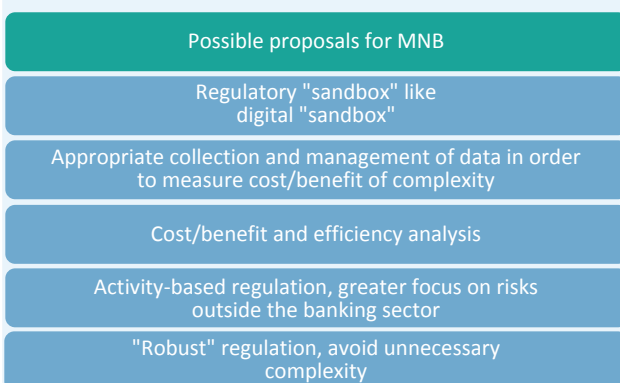 Possible proposals for MNB
Regulatory "sandbox" like
digital "sandbox"
Appropriate collection and management of data in order
to measure cost/benefit of complexity
Cost/benefit and efficiency analysis
Activity-based regulation, greater focus on risks
outside the banking sector
"Robust" regulation, avoid unnecessary
complexity